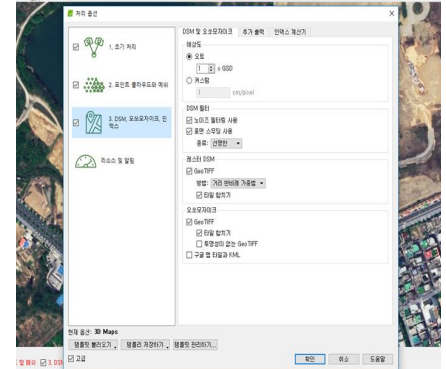 처리 옵션
1. 초기 처리
2. 포인트 클라우드와 메쉬
3. DSM, 오쏘모자이크, 인덱스
리소스 및 알림
DSM 및 오쏘모자이크 추가 출력 인덱스 계산기
해상도
오토
1 x GSD
커스텀
1 cm/pixel
DSM 필터
노이즈 필터링 사용
표면 스무딩 사용
종류: 선명한
래스터 DSM
GeoTIFF
방법: 거리 반비례 가중법
타일 합치기
오쏘모자이크
GeoTIFF
타일 합치기
투명성이 없는 GeoTIFF
구글 맵 타일과 KML
현재 옵션: 3D Maps
템플릿 불러오기 템플릿 저장하기 템플릿 관리하기...
고급
확인 취소 도움말
및 메쉬 3. DSM